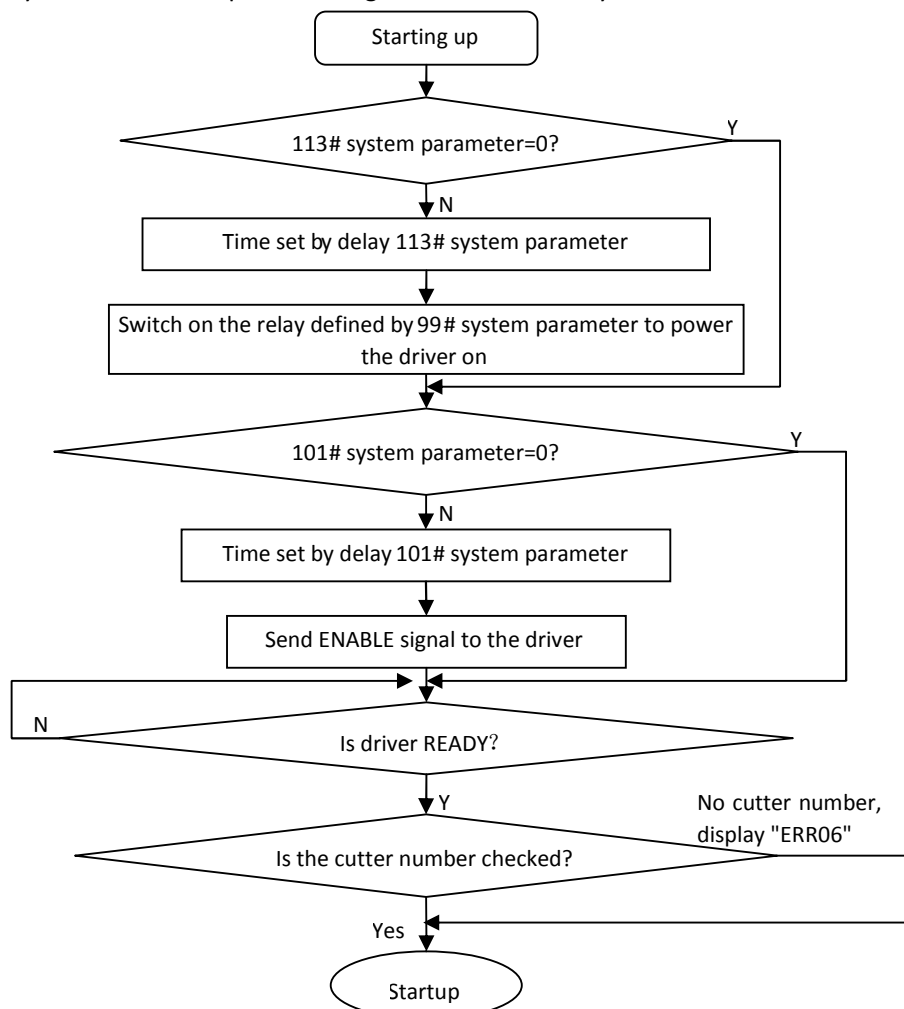 Starting up
113# system parameter=0?
Y
N
Time set by delay 113# system parameter
Switch on the relay defined by 99# system parameter to power
the driver on
101# system parameter=0?
Y
N
Time set by delay 101# system parameter
Send ENABLE signal to the driver
N
Is driver READY?
Y
No cutter number,
display "ERR06"
Is the cutter number checked?
Yes
Startup